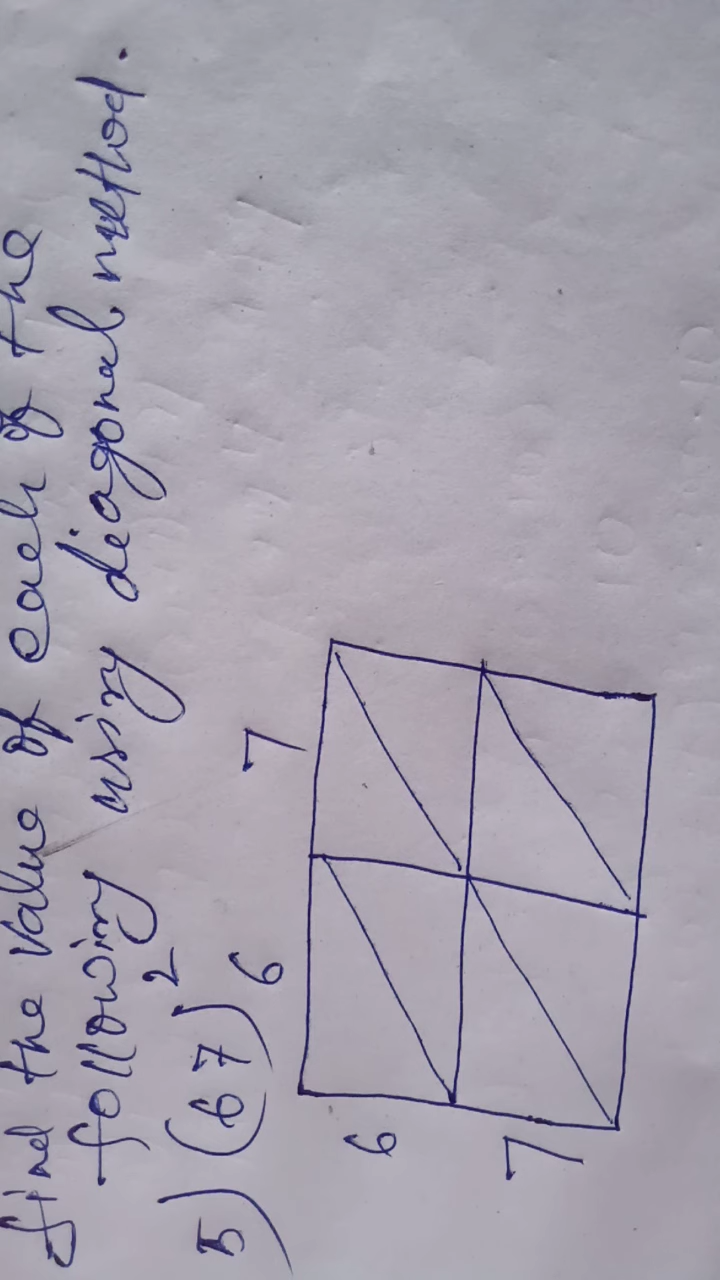 find the value of each of the
following using diagonal method.
5) (67)²
6 7
6
7